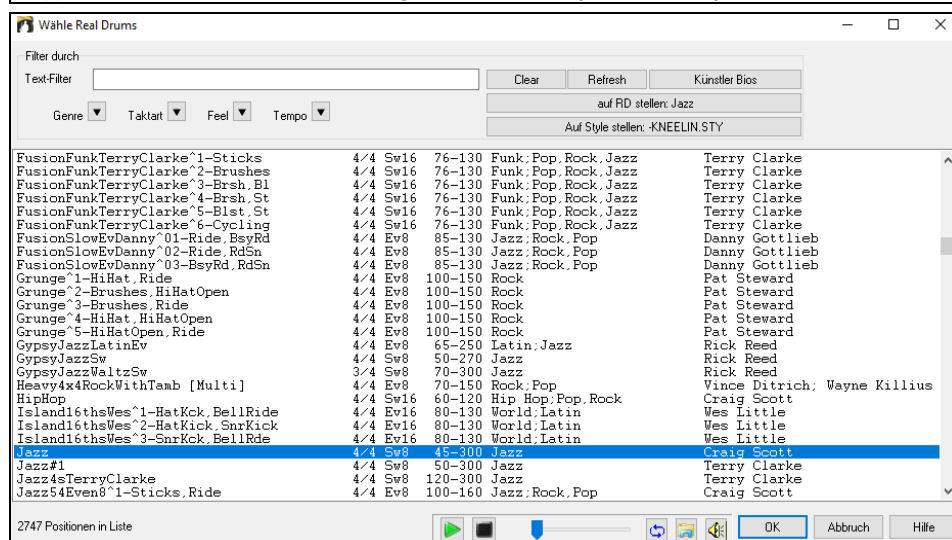 Wähle Real Drums
Filter durch
Text-Filter
Clear Refresh Künstler Bios
Genre Taktart Feel Tempo
auf RD stellen: Jazz
Auf Style stellen: -KNEELIN.STY
FusionFunkTerryClarke^1-Sticks 4/4 Sw16 76-130 Funk;Pop,Rock,Jazz Terry Clarke
FusionFunkTerryClarke^2-Brushes 4/4 Sw16 76-130 Funk;Pop,Rock,Jazz Terry Clarke
FusionFunkTerryClarke^3-Brsh,Bl 4/4 Sw16 76-130 Funk;Pop,Rock,Jazz Terry Clarke
FusionFunkTerryClarke^4-Brsh,St 4/4 Sw16 76-130 Funk;Pop,Rock,Jazz Terry Clarke
FusionFunkTerryClarke^5-Blst,St 4/4 Sw16 76-130 Funk;Pop,Rock,Jazz Terry Clarke
FusionFunkTerryClarke^6-Cycling 4/4 Sw16 76-130 Funk;Pop,Rock,Jazz Terry Clarke
FusionSlowEvDanny^01-Ride,BsyRd 4/4 Ev8 85-130 Jazz;Rock,Pop Danny Gottlieb
FusionSlowEvDanny^02-Ride,RdSn 4/4 Ev8 85-130 Jazz;Rock,Pop Danny Gottlieb
FusionSlowEvDanny^03-BsyRd,RdSn 4/4 Ev8 85-130 Jazz;Rock,Pop Danny Gottlieb
Grunge^1-HiHat,Ride 4/4 Ev8 100-150 Rock Pat Steward
Grunge^2-Brushes,HiHatOpen 4/4 Ev8 100-150 Rock Pat Steward
Grunge^3-Brushes,Ride 4/4 Ev8 100-150 Rock Pat Steward
Grunge^4-HiHat,HiHatOpen 4/4 Ev8 100-150 Rock Pat Steward
Grunge^5-HiHatOpen,Ride 4/4 Ev8 100-150 Rock Pat Steward
GypsyJazzLatinEv 4/4 Ev8 65-250 Latin;Jazz Rick Reed
GypsyJazzSw 4/4 Sw8 50-270 Jazz Rick Reed
GypsyJazzWaltzSw 3/4 Sw8 70-300 Jazz Rick Reed
Heavy4x4RockWithTamb [Multi] 4/4 Ev8 70-150 Rock;Pop Vince Ditrich; Wayne Killius
HipHop 4/4 Sw16 60-120 Hip Hop;Pop,Rock Craig Scott
Island16thsWes^1-HatKck,BellRide 4/4 Ev16 80-130 World;Latin Wes Little
Island16thsWes^2-HatKick,SnrKick 4/4 Ev16 80-130 World;Latin Wes Little
Island16thsWes^3-SnrKck,BellRde 4/4 Ev16 80-130 World;Latin Wes Little
Jazz 4/4 Sw8 45-300 Jazz Craig Scott
Jazz#1 4/4 Sw8 50-300 Jazz Terry Clarke
Jazz4sTerryClarke 4/4 Sw8 120-300 Jazz Terry Clarke
Jazz54Even8^1-Sticks,Ride 4/4 Ev8 100-160 Jazz;Rock,Pop Craig Scott
2747 Positionen in Liste OK Abbruch Hilfe